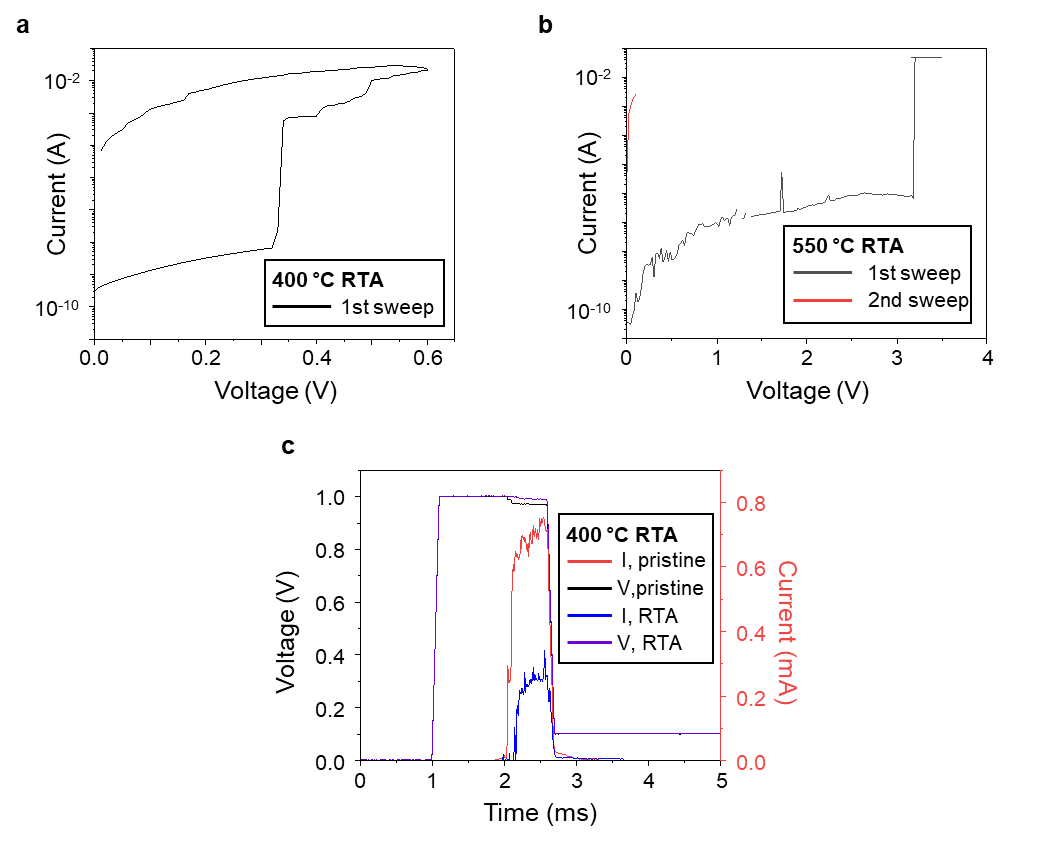 a
10-2
10-10
Current (A)
0.0 0.2 0.4 0.6
Voltage (V)
400 °C RTA
1st sweep
b
10-2
10-10
Current (A)
0 1 2 3 4
Voltage (V)
550 °C RTA
1st sweep
2nd sweep
c
1.0
0.8
0.6
0.4
0.2
0.0
Voltage (V)
0 1 2 3 4 5
Time (ms)
0.8
0.6
0.4
0.2
0.0
Current (mA)
400 °C RTA
I, pristine
V,pristine
I, RTA
V, RTA